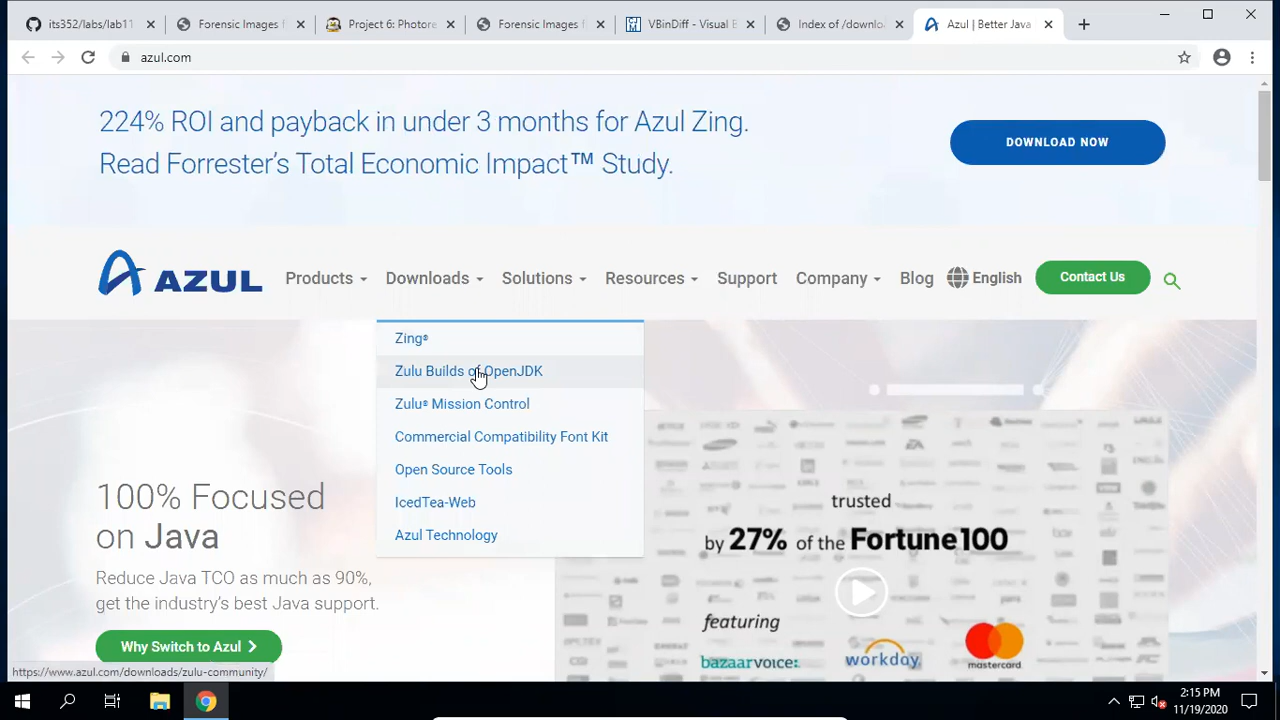 its352/labs/lab11
Forensic Images f
Project 6: Photore
Forensic Images f
VBinDiff - Visual B
Index of /downlo
Azul | Better Java
azul.com
224% ROI and payback in under 3 months for Azul Zing.
Read Forrester's Total Economic Impact™ Study.
DOWNLOAD NOW
AZUL
Products
Downloads
Solutions
Resources
Support
Company
Blog
English
Contact Us
Zing®
Zulu Builds of OpenJDK
Zulu® Mission Control
Commercial Compatibility Font Kit
Open Source Tools
IcedTea-Web
Azul Technology
100% Focused
on Java
Reduce Java TCO as much as 90%,
get the industry's best Java support.
Why Switch to Azul
trusted
by 27% of the Fortune 100
featuring
bazaarvoice:
workday.
mastercard
https://www.azul.com/downloads/zulu-community/
2:15 PM
11/19/2020